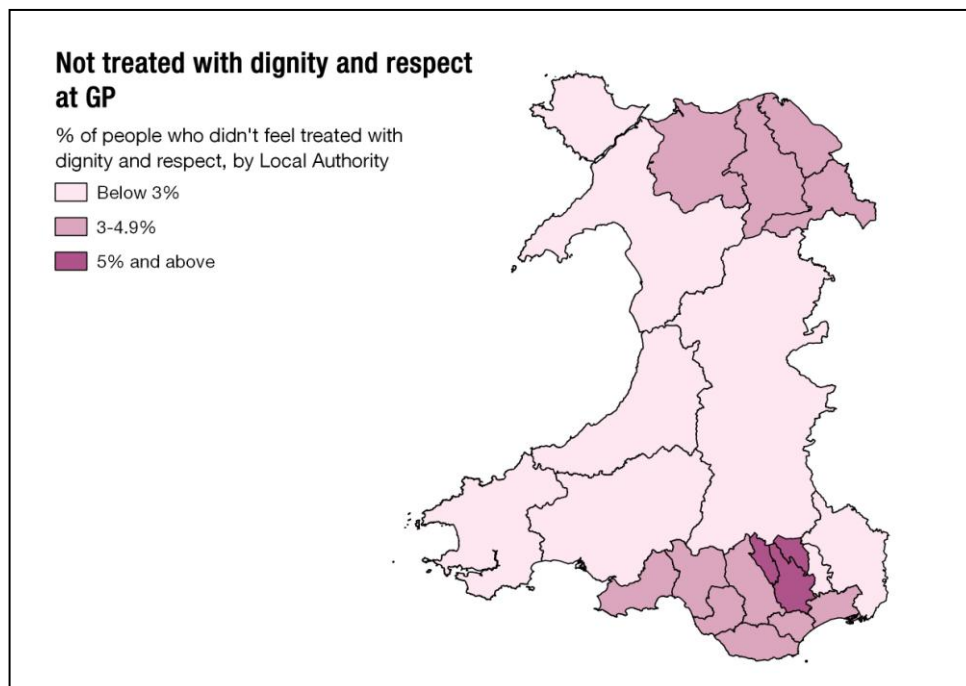 Not treated with dignity and respect
at GP
% of people who didn't feel treated with
dignity and respect, by Local Authority
Below 3%
3-4.9%
5% and above